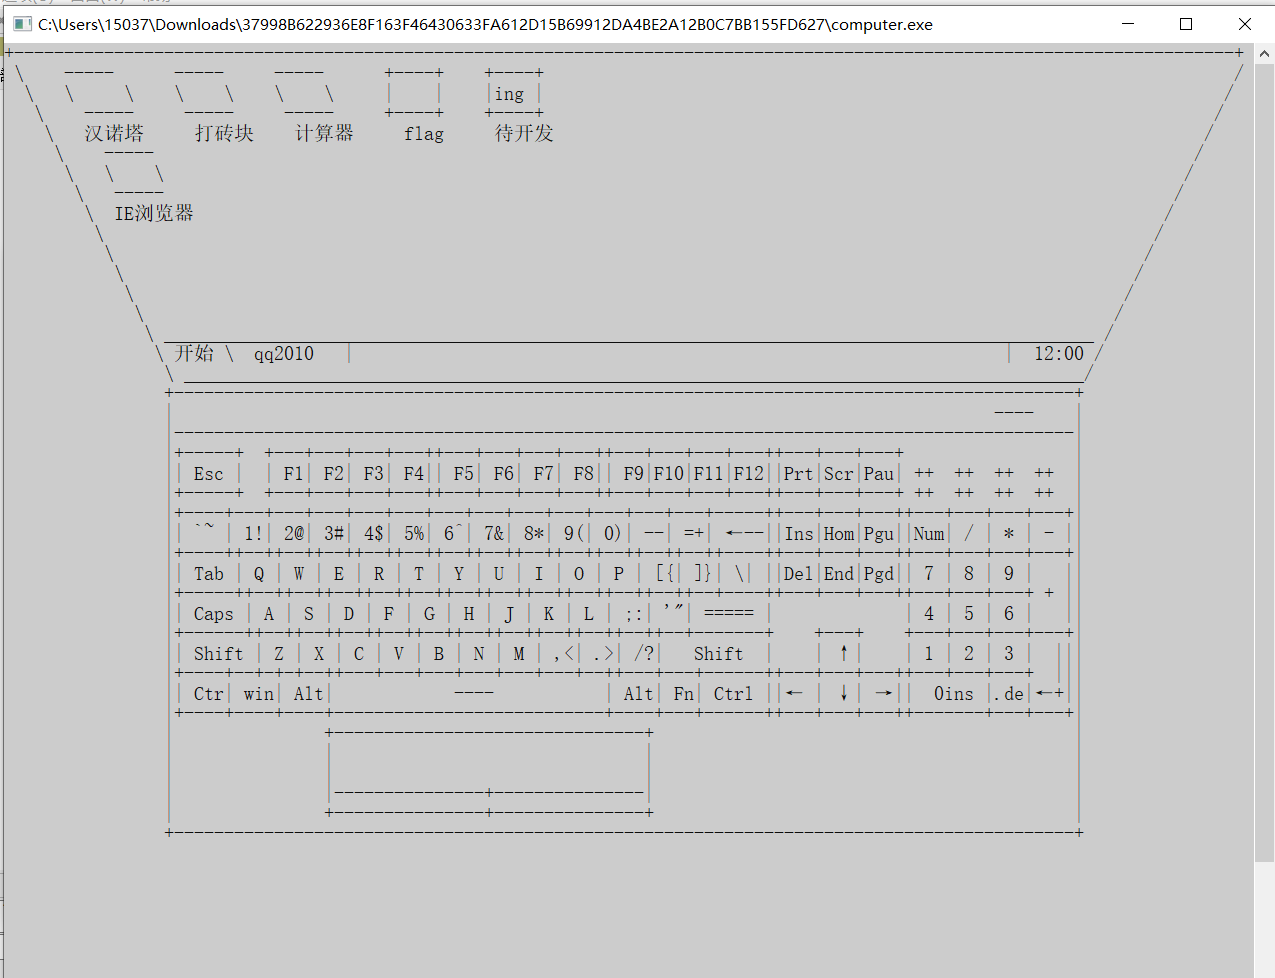 C:\Users\15037\Downloads\37998B622936E8F163F46430633FA612D15B69912DA4BE2A12B0C7BB155FD627\computer.exe
ing
汉诺塔 打砖块 计算器 flag 待开发
IE浏览器
开始 \ qq2010 | | 12:00
Esc | F1| F2| F3| F4|| F5| F6| F7| F8|| F9|F10|F11|F12||Prt|Scr|Pau| ++ ++ ++ ++
++ ++ ++ ++
`~ | 1!| 2@| 3#| 4$| 5%| 6^| 7&| 8*| 9(| 0)| --| =+| ←--||Ins|Hom|Pgu||Num| / | * | - |
Tab | Q | W | E | R | T | Y | U | I | O | P | [{| ]}| \| ||Del|End|Pgd|| 7 | 8 | 9 |
+
Caps | A | S | D | F | G | H | J | K | L | ;:| '"| ===== | | 4 | 5 | 6 |
Shift | Z | X | C | V | B | N | M | ,<| .>| /?| Shift | | ↑ | | 1 | 2 | 3 |
Ctr| win| Alt| ---- | Alt| Fn| Ctrl ||← | ↓ | →|| 0ins |.de|←+|